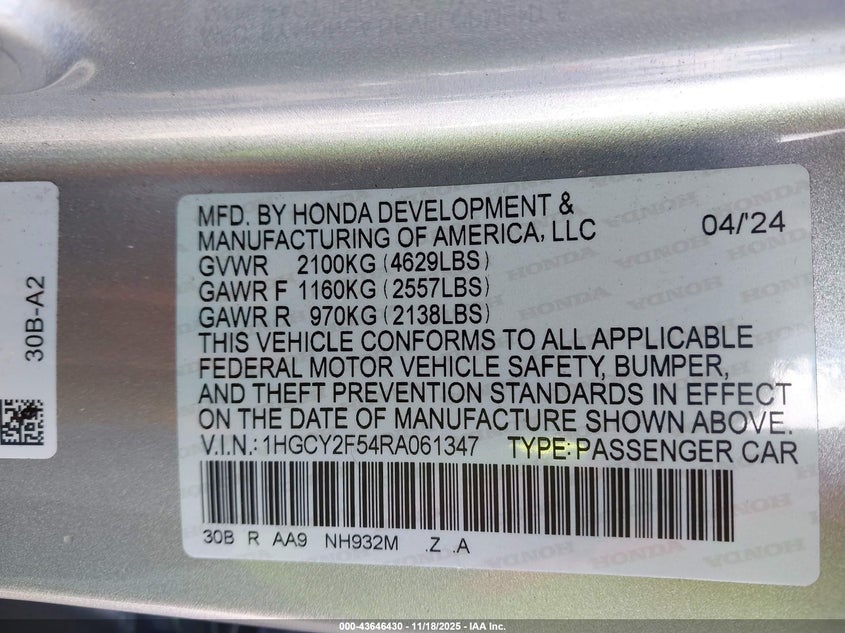 MFD. BY HONDA DEVELOPMENT &
MANUFACTURING OF AMERICA, LLC 04/'24
GVWR 2100KG (4629LBS)
GAWR F 1160KG (2557LBS)
GAWR R 970KG (2138LBS)
THIS VEHICLE CONFORMS TO ALL APPLICABLE
FEDERAL MOTOR VEHICLE SAFETY, BUMPER,
AND THEFT PREVENTION STANDARDS IN EFFECT
ON THE DATE OF MANUFACTURE SHOWN ABOVE.
V.I.N.: 1HGCY2F54RA061347 TYPE: PASSENGER CAR
30B R AA9 NH932M .Z .A
30B-A2
000-43646430 - 11/18/2025 - IAA Inc.